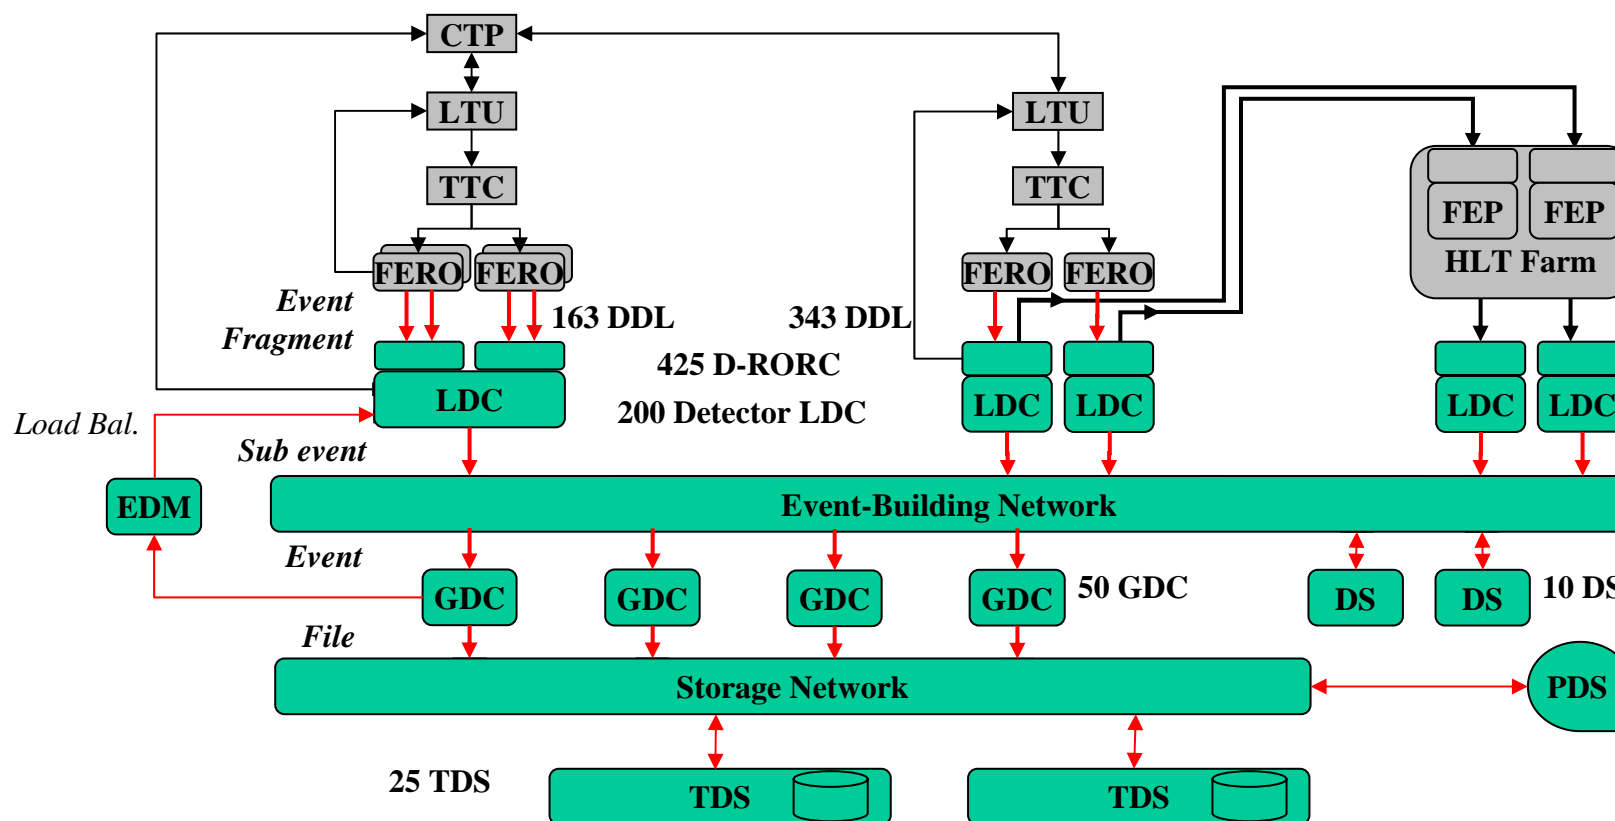 CTP
LTU
LTU
TTC
TTC
FEP
FEP
HLT Farm
FERO
FERO
FERO
FERO
Event
Fragment
163 DDL
343 DDL
425 D-RORC
200 Detector LDC
LDC
LDC
LDC
LDC
LDC
Load Bal.
Sub event
EDM
Event-Building Network
Event
GDC
GDC
GDC
GDC
50 GDC
DS
DS
10 DS
File
Storage Network
PDS
25 TDS
TDS
TDS